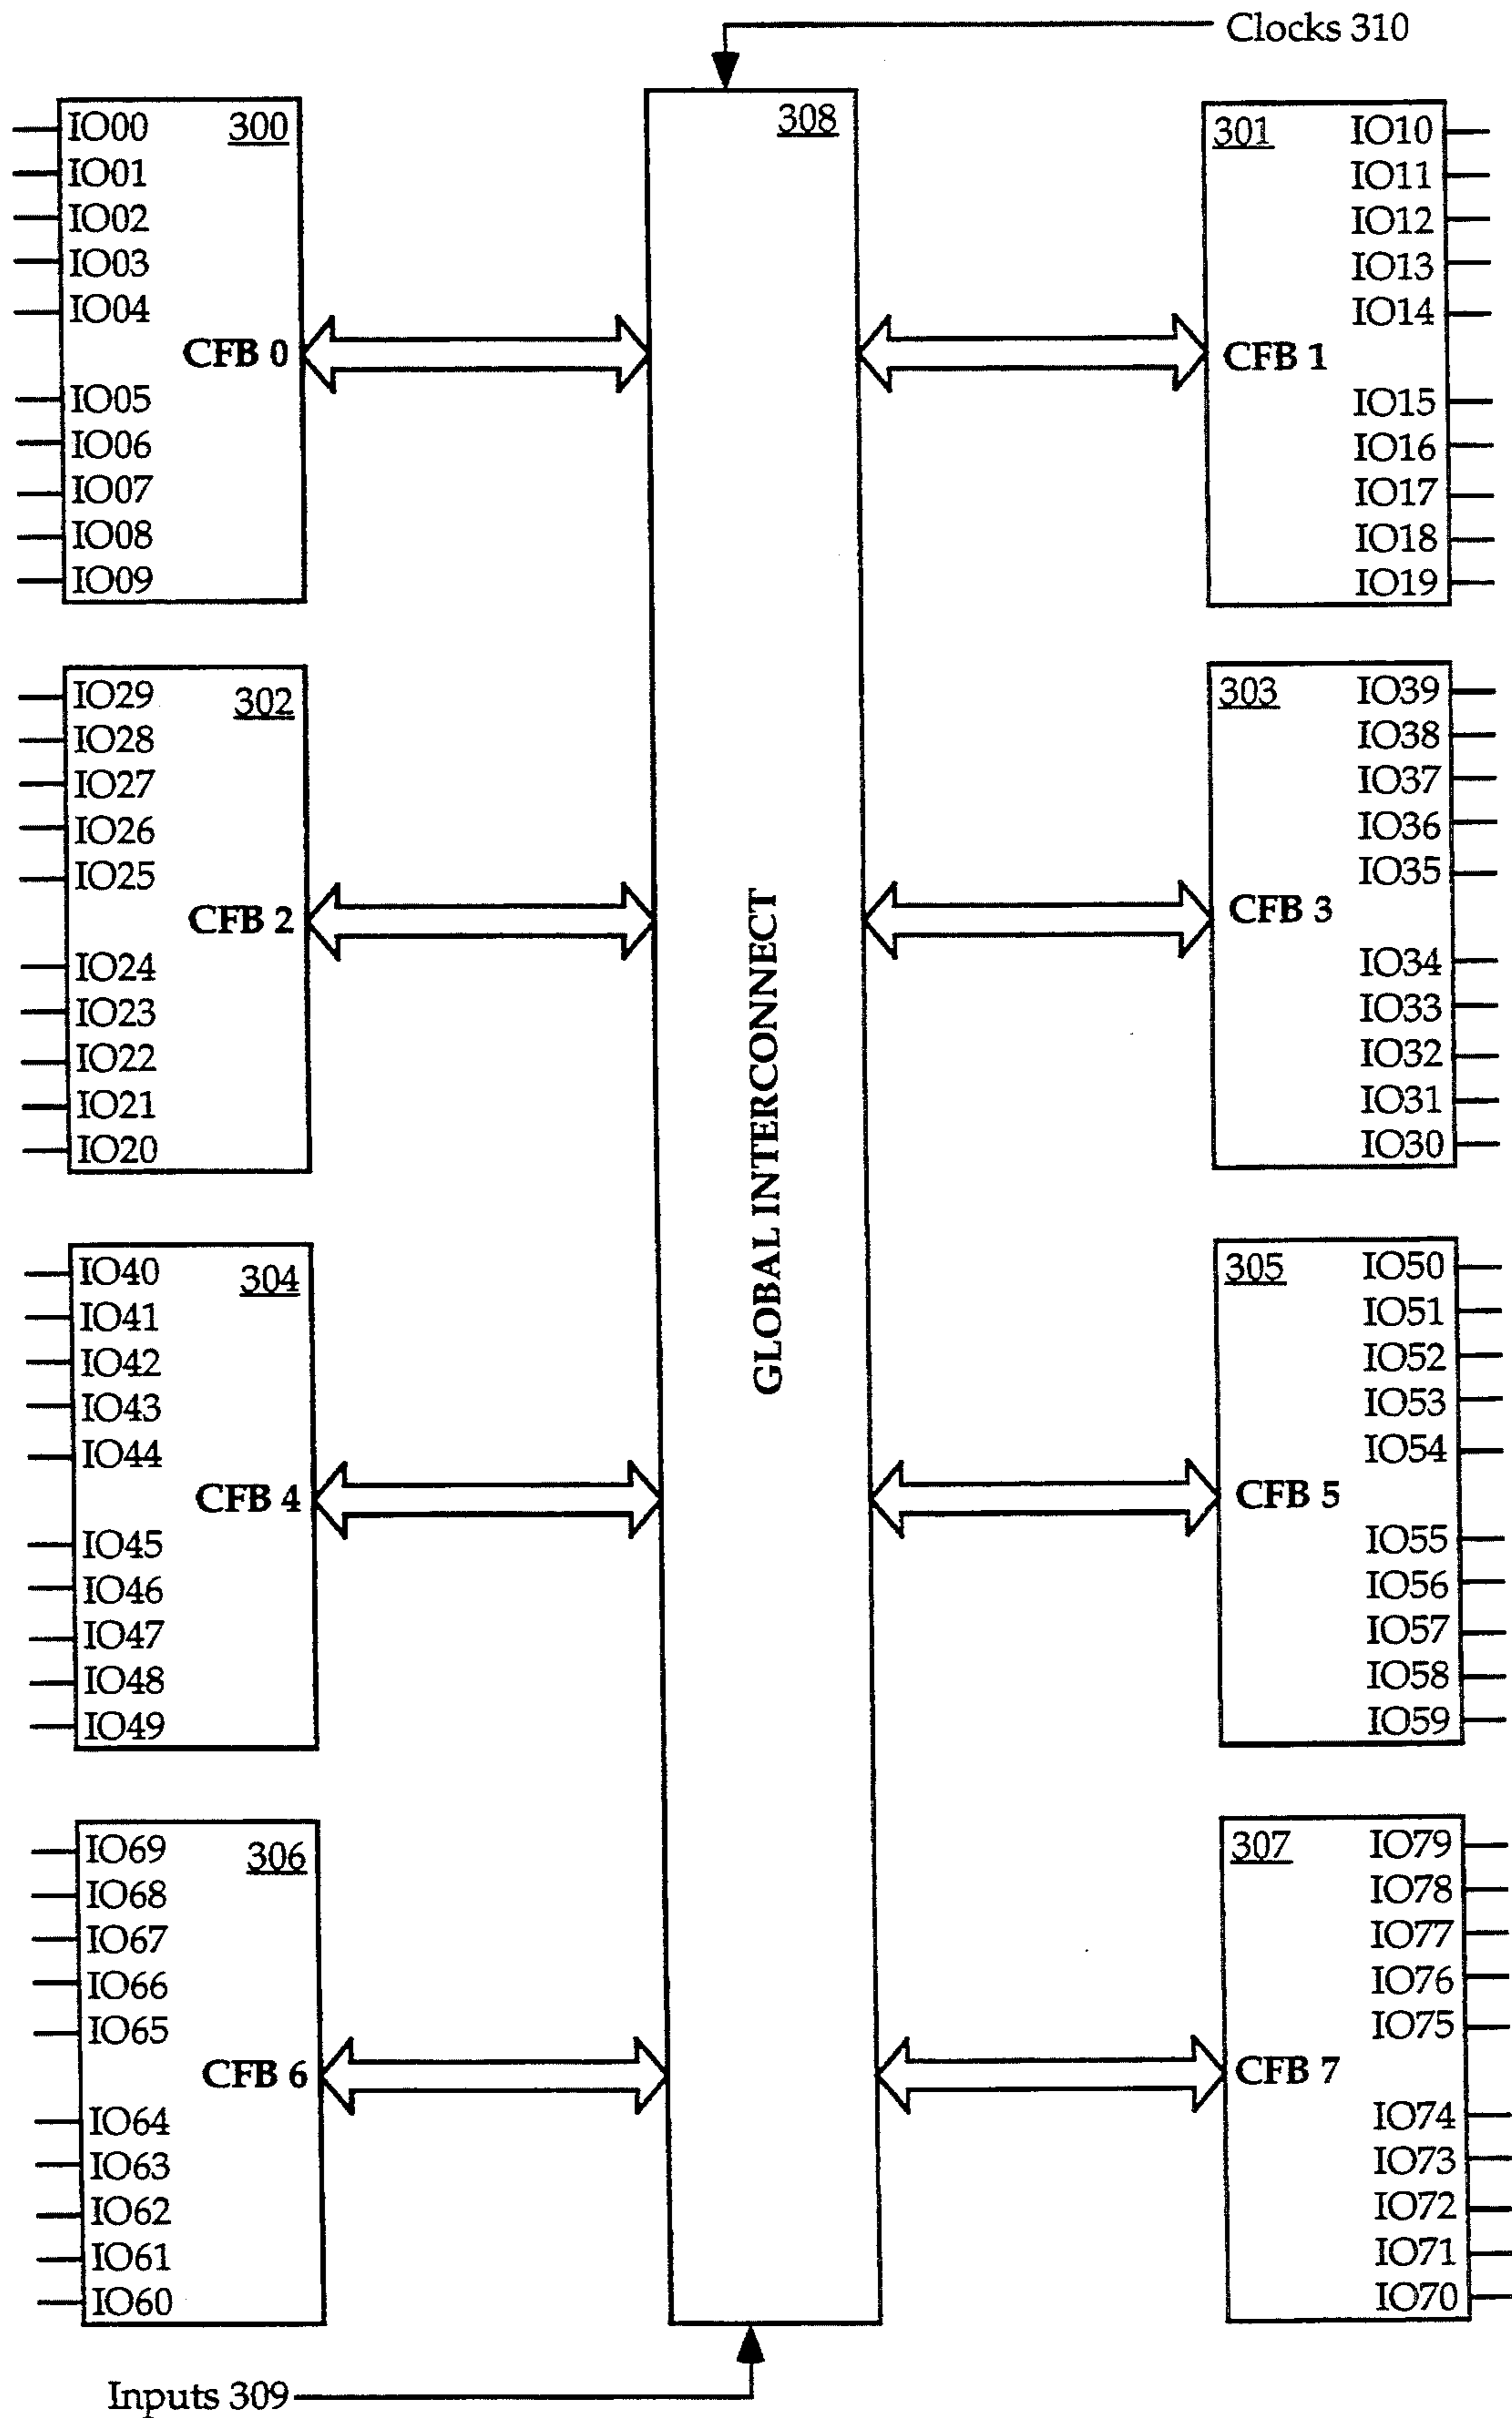 Clocks 310
IO00
300
IO01
IO02
IO03
IO04
CFB 0
IO05
IO06
IO07
IO08
IO09
308
301
IO10
IO11
IO12
IO13
IO14
CFB 1
IO15
IO16
IO17
IO18
IO19
IO29
302
IO28
IO27
IO26
IO25
CFB 2
IO24
IO23
IO22
IO21
IO20
GLOBAL INTERCONNECT
303
IO39
IO38
IO37
IO36
IO35
CFB 3
IO34
IO33
IO32
IO31
IO30
IO40
304
IO41
IO42
IO43
IO44
CFB 4
IO45
IO46
IO47
IO48
IO49
305
IO50
IO51
IO52
IO53
IO54
CFB 5
IO55
IO56
IO57
IO58
IO59
IO69
306
IO68
IO67
IO66
IO65
CFB 6
IO64
IO63
IO62
IO61
IO60
307
IO79
IO78
IO77
IO76
IO75
CFB 7
IO74
IO73
IO72
IO71
IO70
Inputs 309